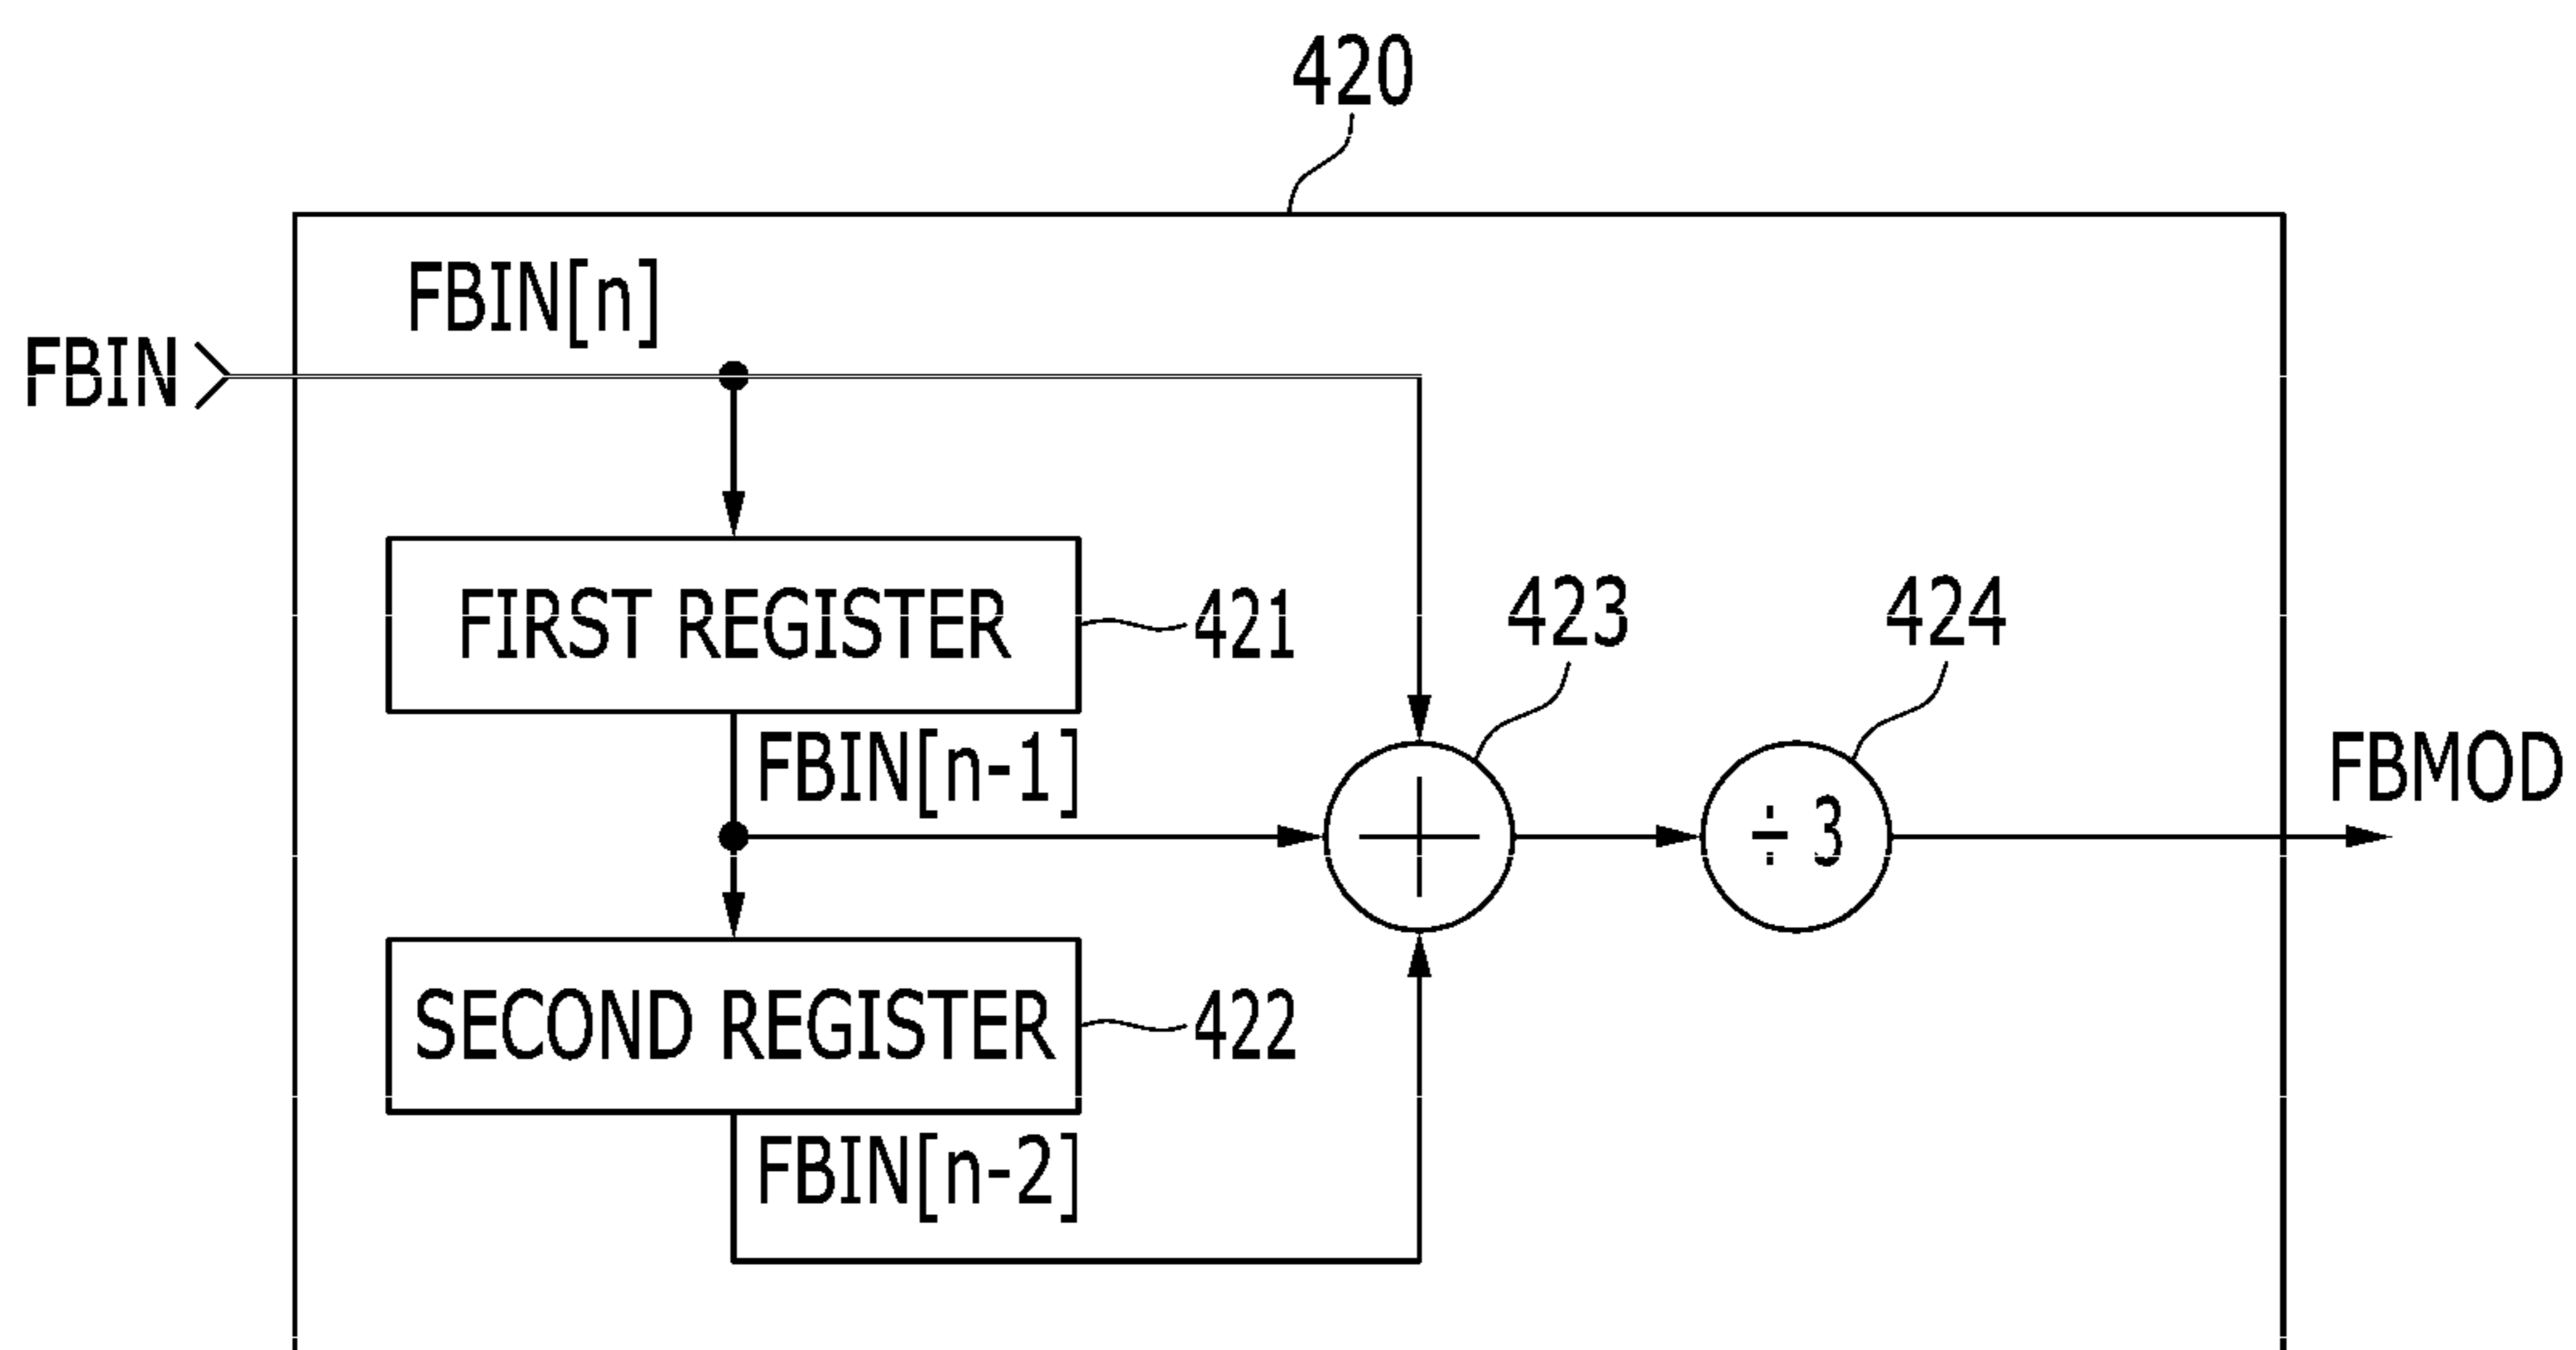 420
FBIN[n]
FBIN
FIRST REGISTER
421
423
424
FBIN[n-1]
FBMOD
÷ 3
SECOND REGISTER
422
FBIN[n-2]